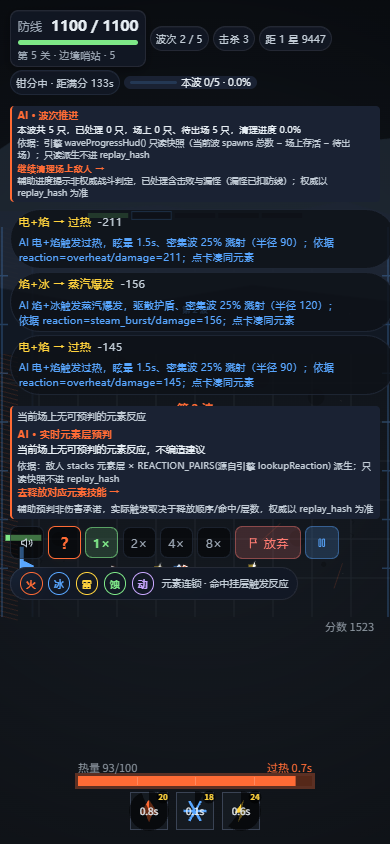 防线 1100 / 1100
第 5 关 · 边境哨站 · 5
波次 2 / 5
击杀 3
距 1 星 9447
钳分中 · 距满分 133s
本波 0/5 · 0.0%
AI · 波次推进
本波共 5 只，已处理 0 只，场上 0 只、待出场 5 只，清理进度 0.0%
依据：引擎 waveProgressHud() 只读快照（当前波 spawns 总数 − 场上存活 − 待出
场）；只读派生不进 replay_hash
继续清理场上敌人 →
辅助进度提示非权威战斗判定，已处理含击败与漏怪（漏怪已扣防线）；权威以
replay_hash 为准
电+焰 → 过热 -211
AI 电+焰触发过热，眩晕 1.5s、密集波 25% 溅射（半径 90）；依据
reaction=overheat/damage=211；点卡凑同元素
焰+冰 → 蒸汽爆发 -156
AI 焰+冰触发蒸汽爆发，驱散护盾、密集波 25% 溅射（半径 120）；
依据 reaction=steam_burst/damage=156；点卡凑同元素
电+焰 → 过热 -145
AI 电+焰触发过热，眩晕 1.5s、密集波 25% 溅射（半径 90）；依据
reaction=overheat/damage=145；点卡凑同元素
当前场上无可预判的元素反应
AI · 实时元素层预判
当前场上无可预判的元素反应，不编造建议
依据：敌人 stacks 元素层 × REACTION_PAIRS(源自引擎 lookupReaction) 派生；只
读快照不进 replay_hash
去释放对应元素技能 →
辅助预判非伤害承诺，实际触发取决于释放顺序/命中/层数，权威以 replay_hash 为准
? 1× 2× 4× 8× 放弃
火 冰 雷 蚀 动 元素连锁 · 命中挂层触发反应
分数 1523
热量 93/100 过热 0.7s
20 18 24
0.8s 0.1s 0.6s